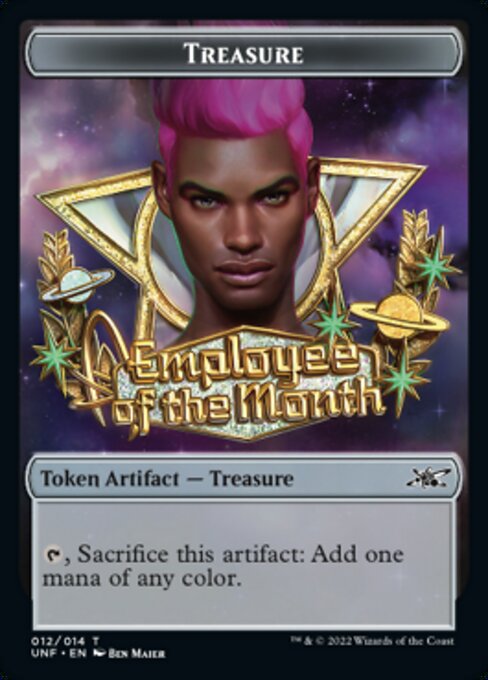 Treasure
Employee
of the Month
Token Artifact — Treasure
, Sacrifice this artifact: Add one
mana of any color.
012/014 T
UNF • EN Ben Maier
™ & © 2022 Wizards of the Coast